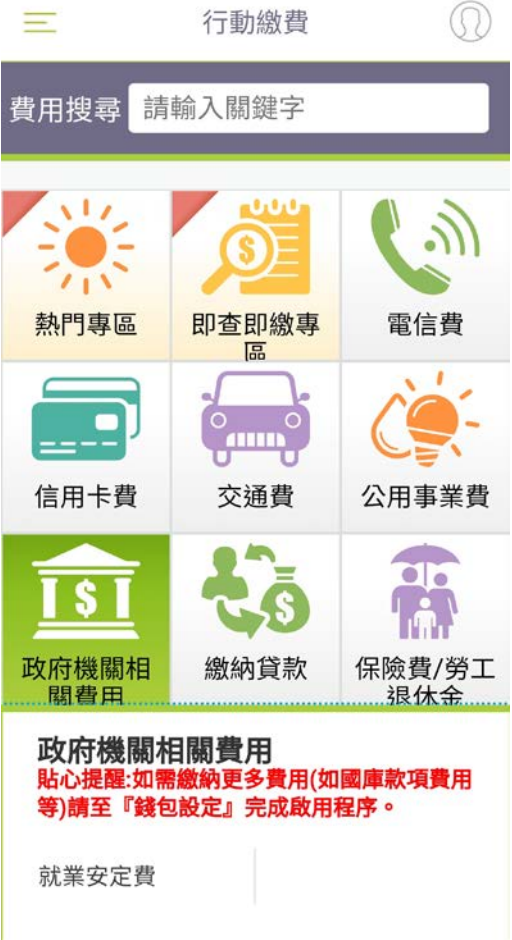 行動繳費
費用搜尋 請輸入關鍵字
熱門專區
即查即繳專
區
電信費
信用卡費
交通費
公用事業費
政府機關相
關費用
繳納貸款
保險費/勞工
退休金
政府機關相關費用
貼心提醒:如需繳納更多費用(如國庫款項費用
等)請至『錢包設定』完成啟用程序。
就業安定費